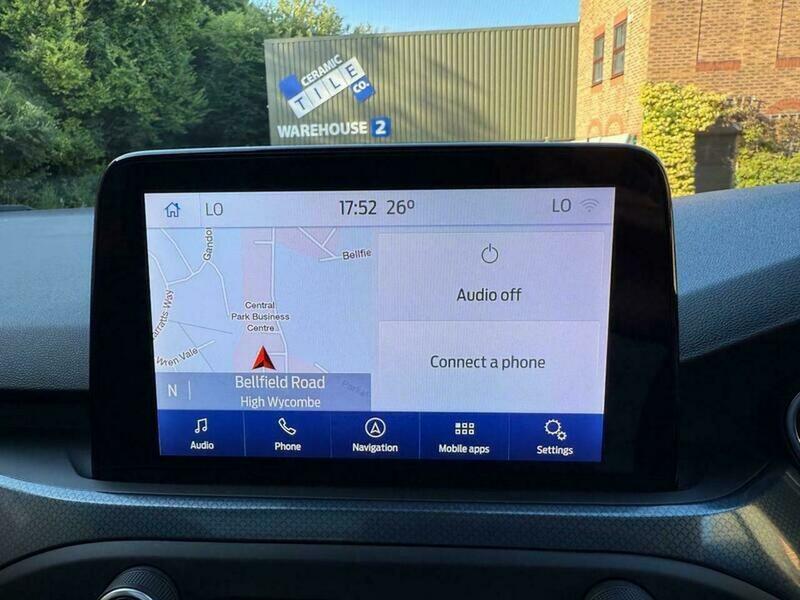 CERAMIC
TILE
CO.
WAREHOUSE 2
LO
17:52 26º
LO
Bellfie
Central
Park Business
Centre
Wren Vale
N
Bellfield Road
High Wycombe
Audio off
Connect a phone
Audio
Phone
Navigation
Mobile apps
Settings